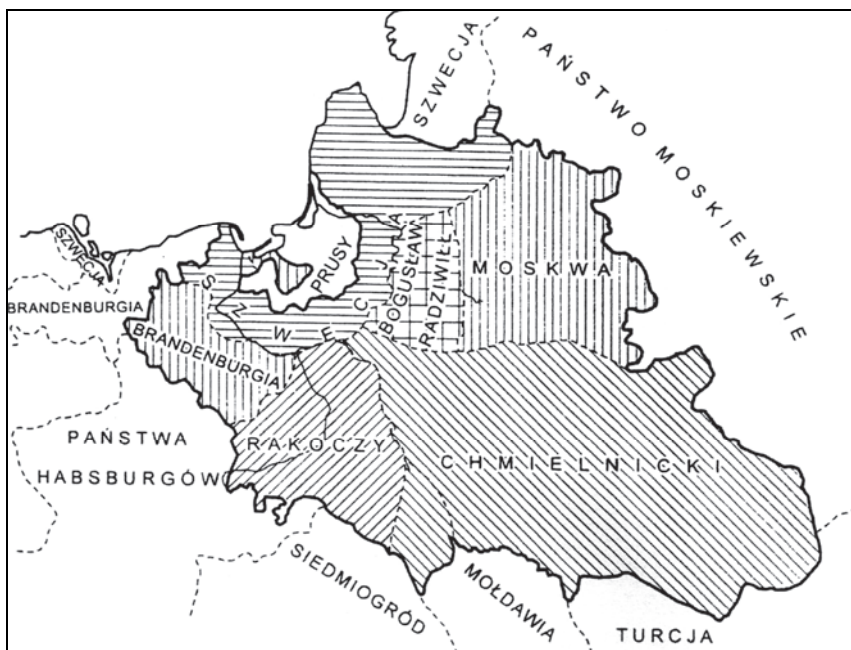 SZWECJA
PAŃSTWO MOSKIEWSKIE
SZWECJA
PRUSY
BOGUSŁAW
RADZIWIŁŁ
MOSKWA
BRANDENBURGIA
SZWECJA
BRANDENBURGIA
PAŃSTWA
HABSBURGÓW
RAKOCZY
CHMIELNICKI
SIEDMIOGRÓD
MOŁDAWIA
TURCJA